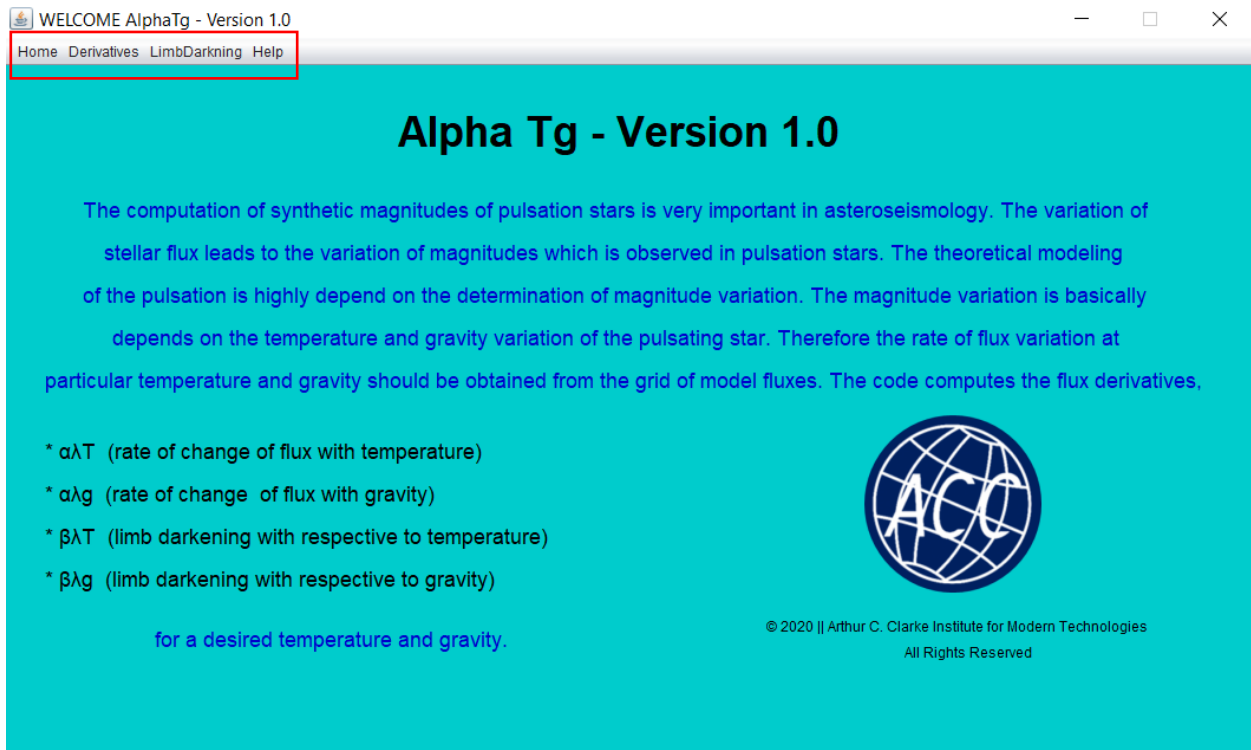 WELCOME AlphaTg - Version 1.0
Home Derivatives LimbDarkning Help
Alpha Tg - Version 1.0
The computation of synthetic magnitudes of pulsation stars is very important in asteroseismology. The variation of
stellar flux leads to the variation of magnitudes which is observed in pulsation stars. The theoretical modeling
of the pulsation is highly depend on the determination of magnitude variation. The magnitude variation is basically
depends on the temperature and gravity variation of the pulsating star. Therefore the rate of flux variation at
particular temperature and gravity should be obtained from the grid of model fluxes. The code computes the flux derivatives,
* αλT (rate of change of flux with temperature)
* αλg (rate of change of flux with gravity)
* βλT (limb darkening with respective to temperature)
* βλg (limb darkening with respective to gravity)
for a desired temperature and gravity.
ACC
© 2020 || Arthur C. Clarke Institute for Modern Technologies
All Rights Reserved